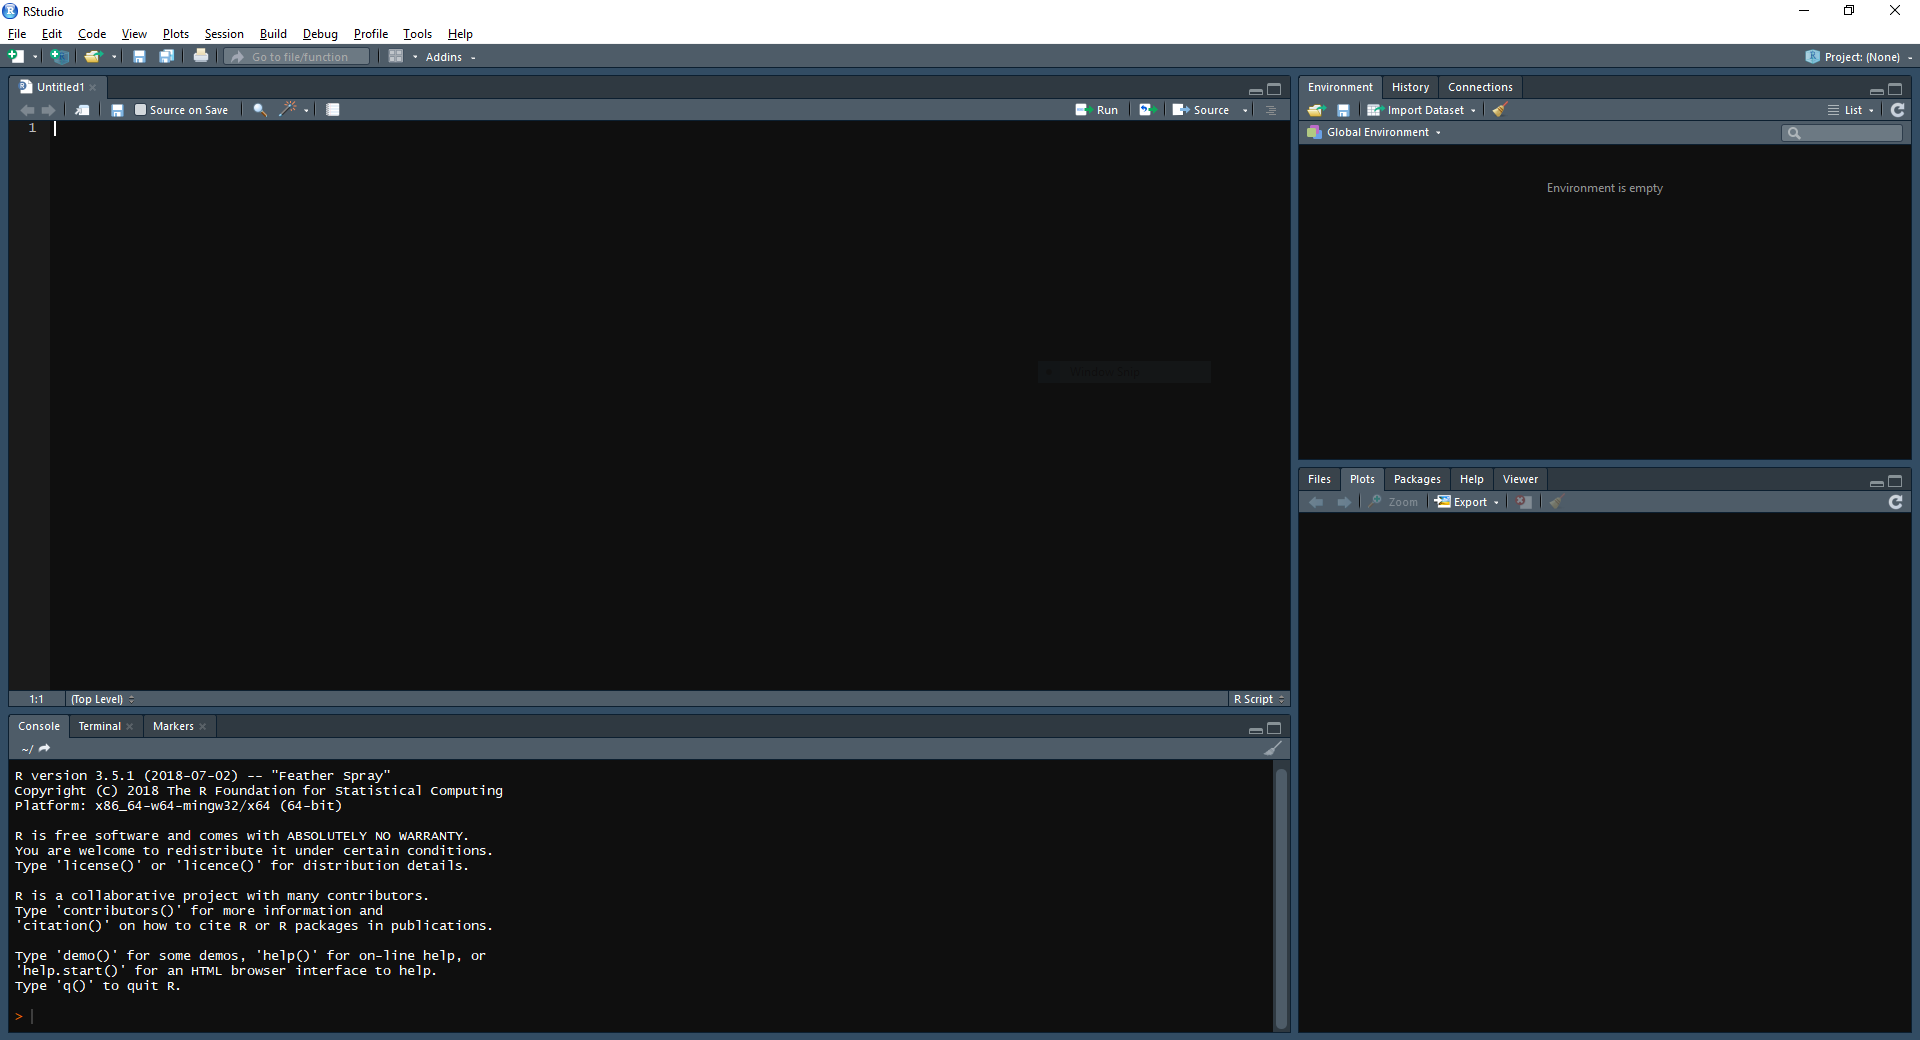 RStudio
File Edit Code View Plots Session Build Debug Profile Tools Help
Go to file/function Addins Project: (None)
Untitled1
Source on Save Run Source
1
1:1 (Top Level) R Script
Console Terminal Markers
~/
R version 3.5.1 (2018-07-02) -- "Feather Spray"
Copyright (C) 2018 The R Foundation for Statistical Computing
Platform: x86_64-w64-mingw32/x64 (64-bit)
R is free software and comes with ABSOLUTELY NO WARRANTY.
You are welcome to redistribute it under certain conditions.
Type 'license()' or 'licence()' for distribution details.
R is a collaborative project with many contributors.
Type 'contributors()' for more information and
'citation()' on how to cite R or R packages in publications.
Type 'demo()' for some demos, 'help()' for on-line help, or
'help.start()' for an HTML browser interface to help.
Type 'q()' to quit R.
>
Environment History Connections
Import Dataset List
Global Environment
Environment is empty
Files Plots Packages Help Viewer
Zoom Export
Window Snip